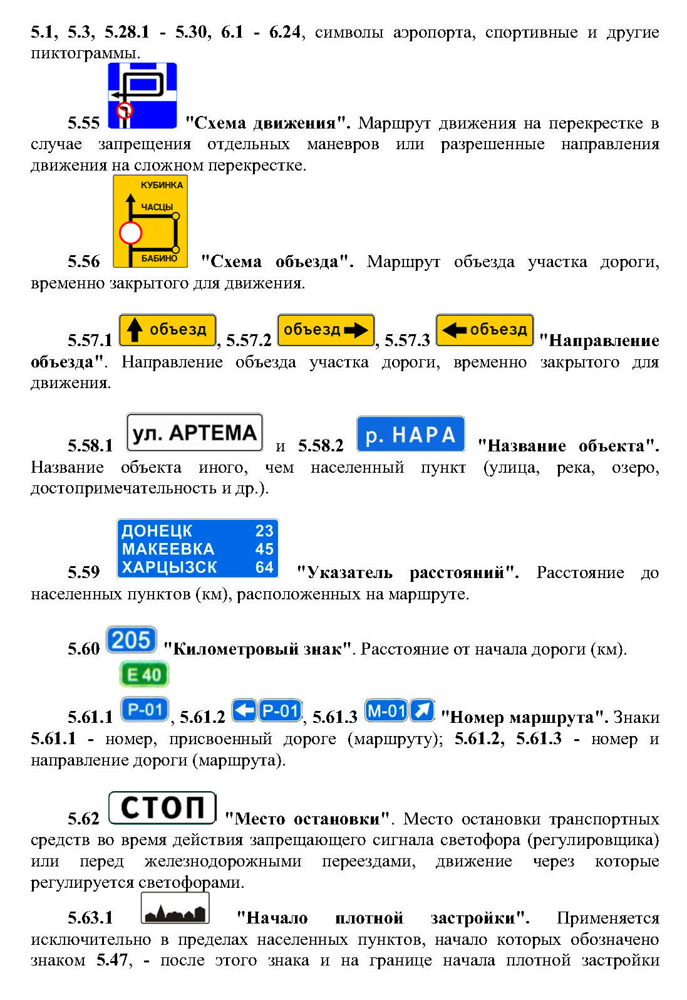 5.1, 5.3, 5.28.1 - 5.30, 6.1 - 6.24, символы аэропорта, спортивные и другие
пиктограммы.
5.55 "Схема движения". Маршрут движения на перекрестке в
случае запрещения отдельных маневров или разрешенные направления
движения на сложном перекрестке.
КУБИНКА
ЧАСЦЫ
БАБИНО
5.56 "Схема объезда". Маршрут объезда участка дороги,
временно закрытого для движения.
5.57.1 объезд, 5.57.2 объезд, 5.57.3 объезд "Направление
объезда". Направление объезда участка дороги, временно закрытого для
движения.
5.58.1 ул. АРТЕМА и 5.58.2 р. НАРА "Название объекта".
Название объекта иного, чем населенный пункт (улица, река, озеро,
достопримечательность и др.).
ДОНЕЦК 23
МАКЕЕВКА 45
ХАРЦЫЗСК 64
5.59 "Указатель расстояний". Расстояние до
населенных пунктов (км), расположенных на маршруте.
5.60 205 "Километровый знак". Расстояние от начала дороги (км).
E 40
5.61.1 Р-01, 5.61.2 Р-01, 5.61.3 М-01 "Номер маршрута". Знаки
5.61.1 - номер, присвоенный дороге (маршруту); 5.61.2, 5.61.3 - номер и
направление дороги (маршрута).
5.62 СТОП "Место остановки". Место остановки транспортных
средств во время действия запрещающего сигнала светофора (регулировщика)
или перед железнодорожными переездами, движение через которые
регулируется светофорами.
5.63.1 "Начало плотной застройки". Применяется
исключительно в пределах населенных пунктов, начало которых обозначено
знаком 5.47, - после этого знака и на границе начала плотной застройки